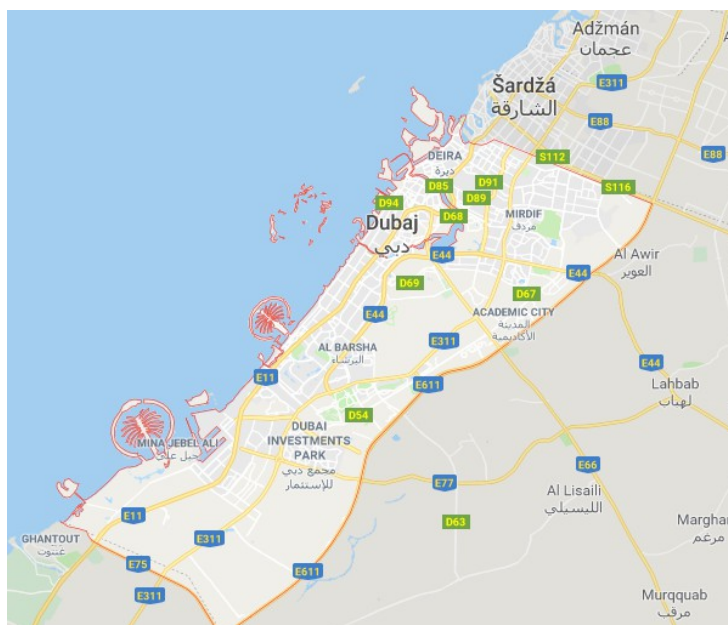 Adžmán
عجمان
E311
Šardžá
الشارقة
E88
E88
DEIRA
ديرة
S112
D85
D91
S116
D94
D89
D68
MIRDIF
مردف
Dubaj
دبي
E44
Al Awir
العوير
D69
E44
D67
ACADEMIC CITY
المدينة
الأكاديمية
E44
E311
AL BARSHA
البرشاء
E44
E11
E611
Lahbab
لهباب
D54
DUBAI
INVESTMENTS
PARK
مجمع دبي
للإستثمار
MINA JEBEL ALI
جبل علي
E66
E77
Al Lisaili
الليسيلي
E11
D63
Margham
مرغم
GHANTOUT
غنتوت
E311
E75
E611
E311
Murqquab
مرقب